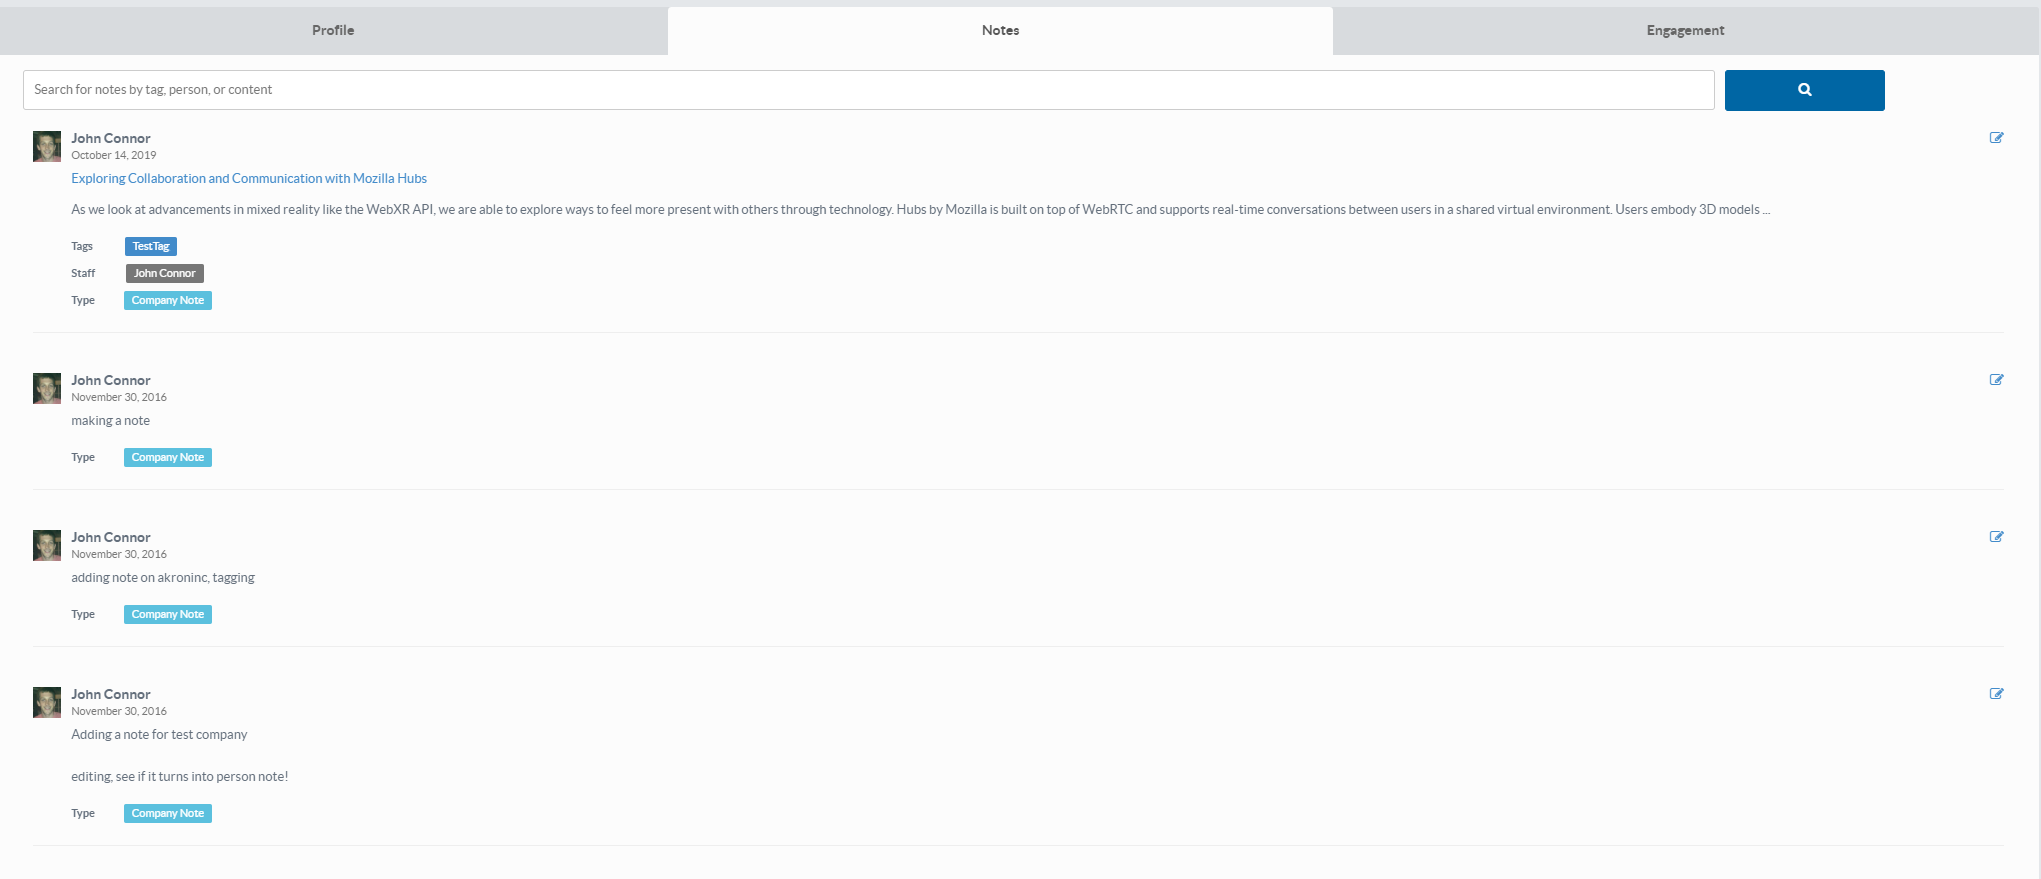 Profile
Notes
Engagement
Search for notes by tag, person, or content
John Connor
October 14, 2019
Exploring Collaboration and Communication with Mozilla Hubs
As we look at advancements in mixed reality like the WebXR API, we are able to explore ways to feel more present with others through technology. Hubs by Mozilla is built on top of WebRTC and supports real-time conversations between users in a shared virtual environment. Users embody 3D models ...
Tags TestTag
Staff John Connor
Type Company Note
John Connor
November 30, 2016
making a note
Type Company Note
John Connor
November 30, 2016
adding note on akroninc, tagging
Type Company Note
John Connor
November 30, 2016
Adding a note for test company
editing, see if it turns into person note!
Type Company Note